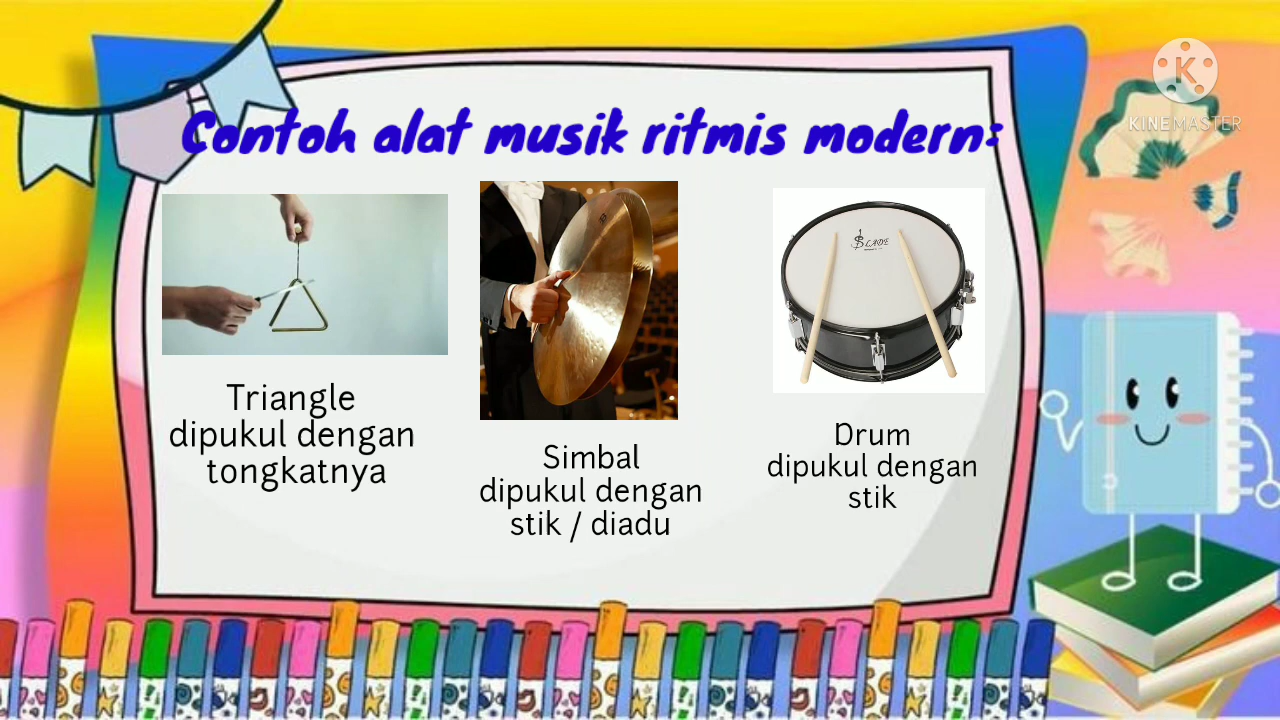 Contoh alat musik ritmis modern:
Triangle
dipukul dengan
tongkatnya
Simbal
dipukul dengan
stik / diadu
Drum
dipukul dengan
stik
SLADE
K
KINEMASTER